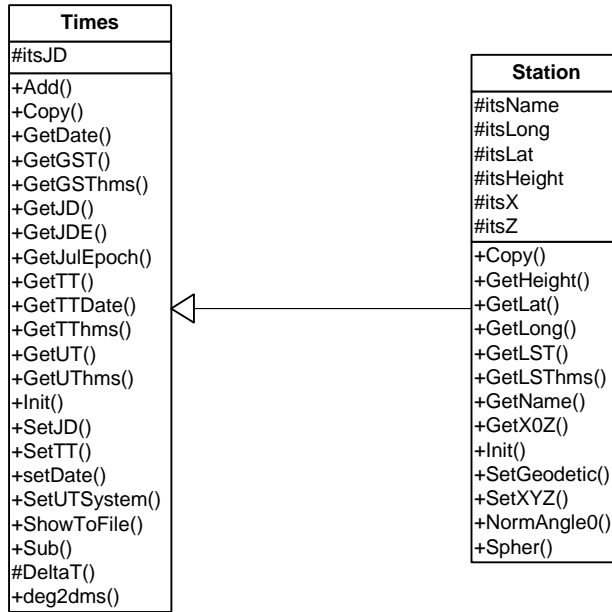 Times
#itsJD
+Add()
+Copy()
+GetDate()
+GetGST()
+GetGSThms()
+GetJD()
+GetJDE()
+GetJulEpoch()
+GetTT()
+GetTTDate()
+GetTThms()
+GetUT()
+GetUThms()
+Init()
+SetJD()
+SetTT()
+setDate()
+SetUTSystem()
+ShowToFile()
+Sub()
#DeltaT()
+deg2dms()
Station
#itsName
#itsLong
#itsLat
#itsHeight
#itsX
#itsZ
+Copy()
+GetHeight()
+GetLat()
+GetLong()
+GetLST()
+GetLSThms()
+GetName()
+GetX0Z()
+Init()
+SetGeodetic()
+SetXYZ()
+NormAngle0()
+Spher()